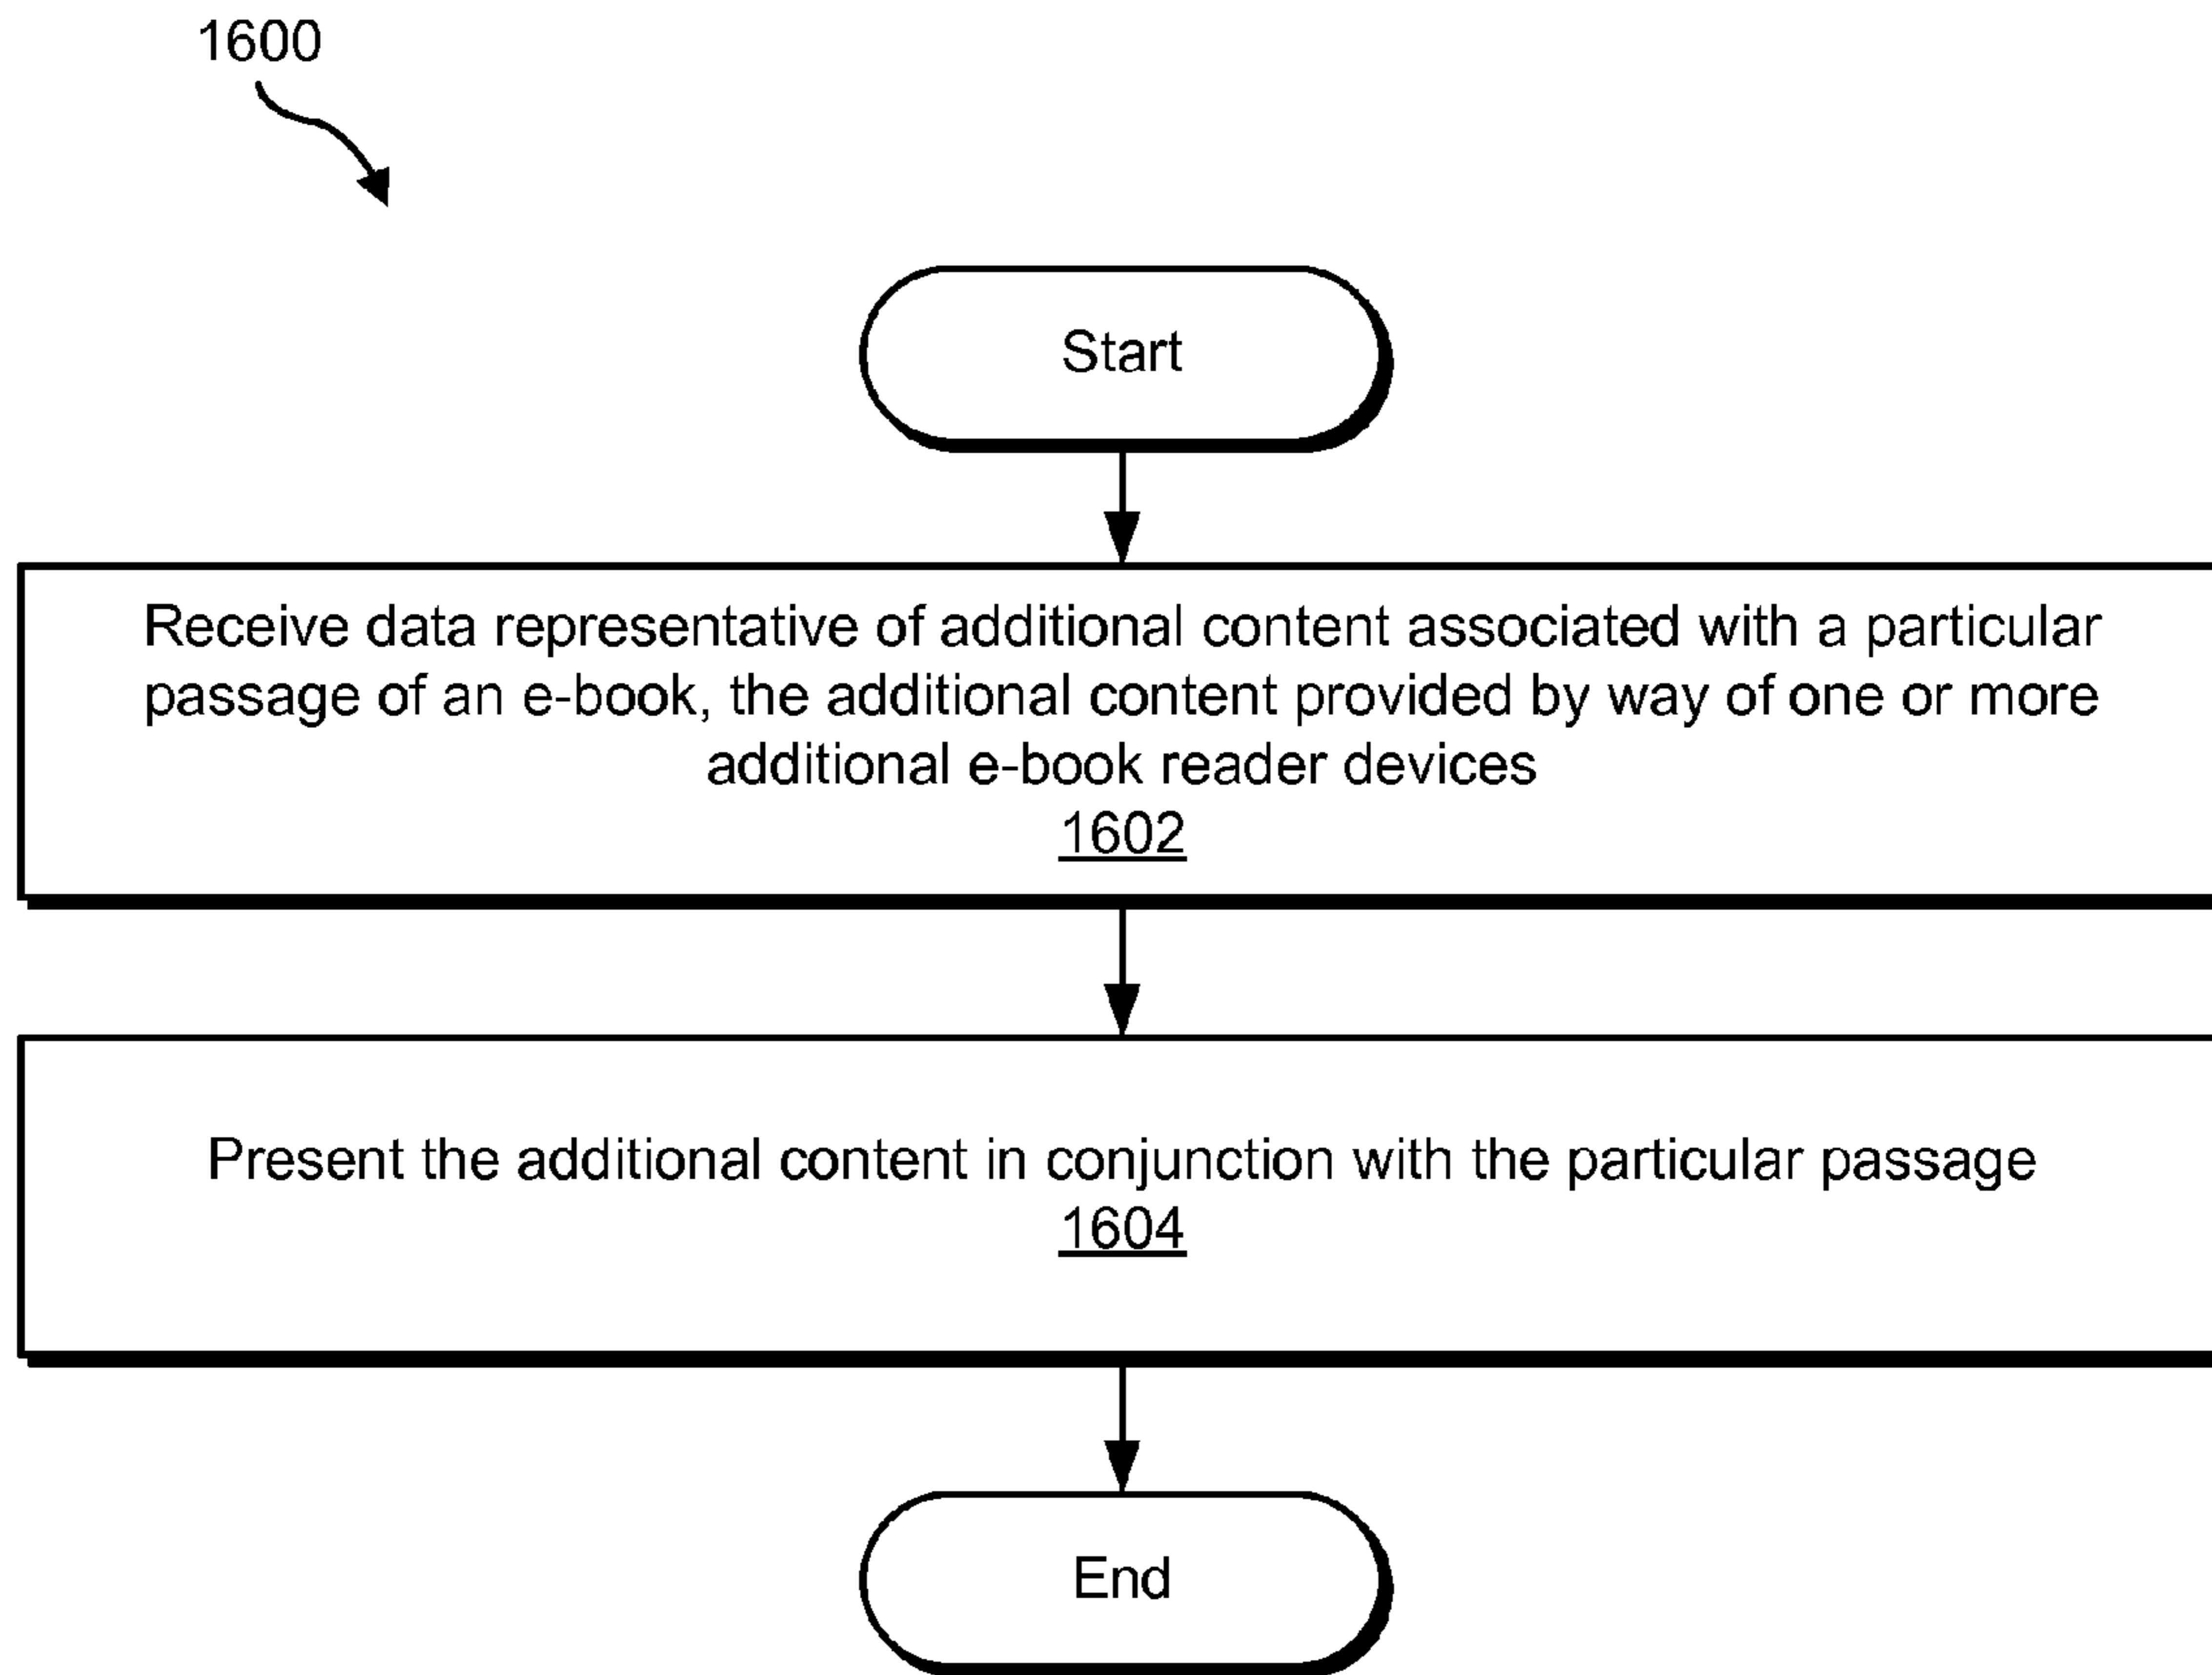 1600
Start
Receive data representative of additional content associated with a particular
passage of an e-book, the additional content provided by way of one or more
additional e-book reader devices
1602
Present the additional content in conjunction with the particular passage
1604
End